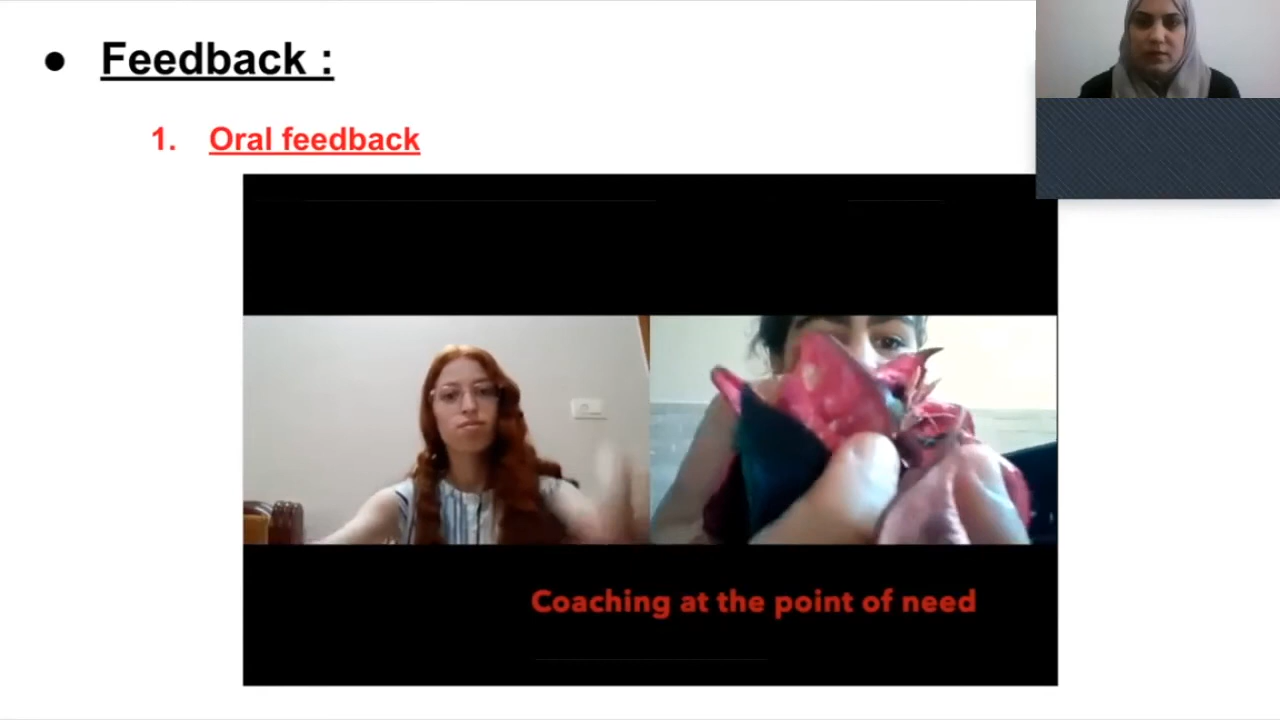 ● Feedback :
1. Oral feedback
Coaching at the point of need